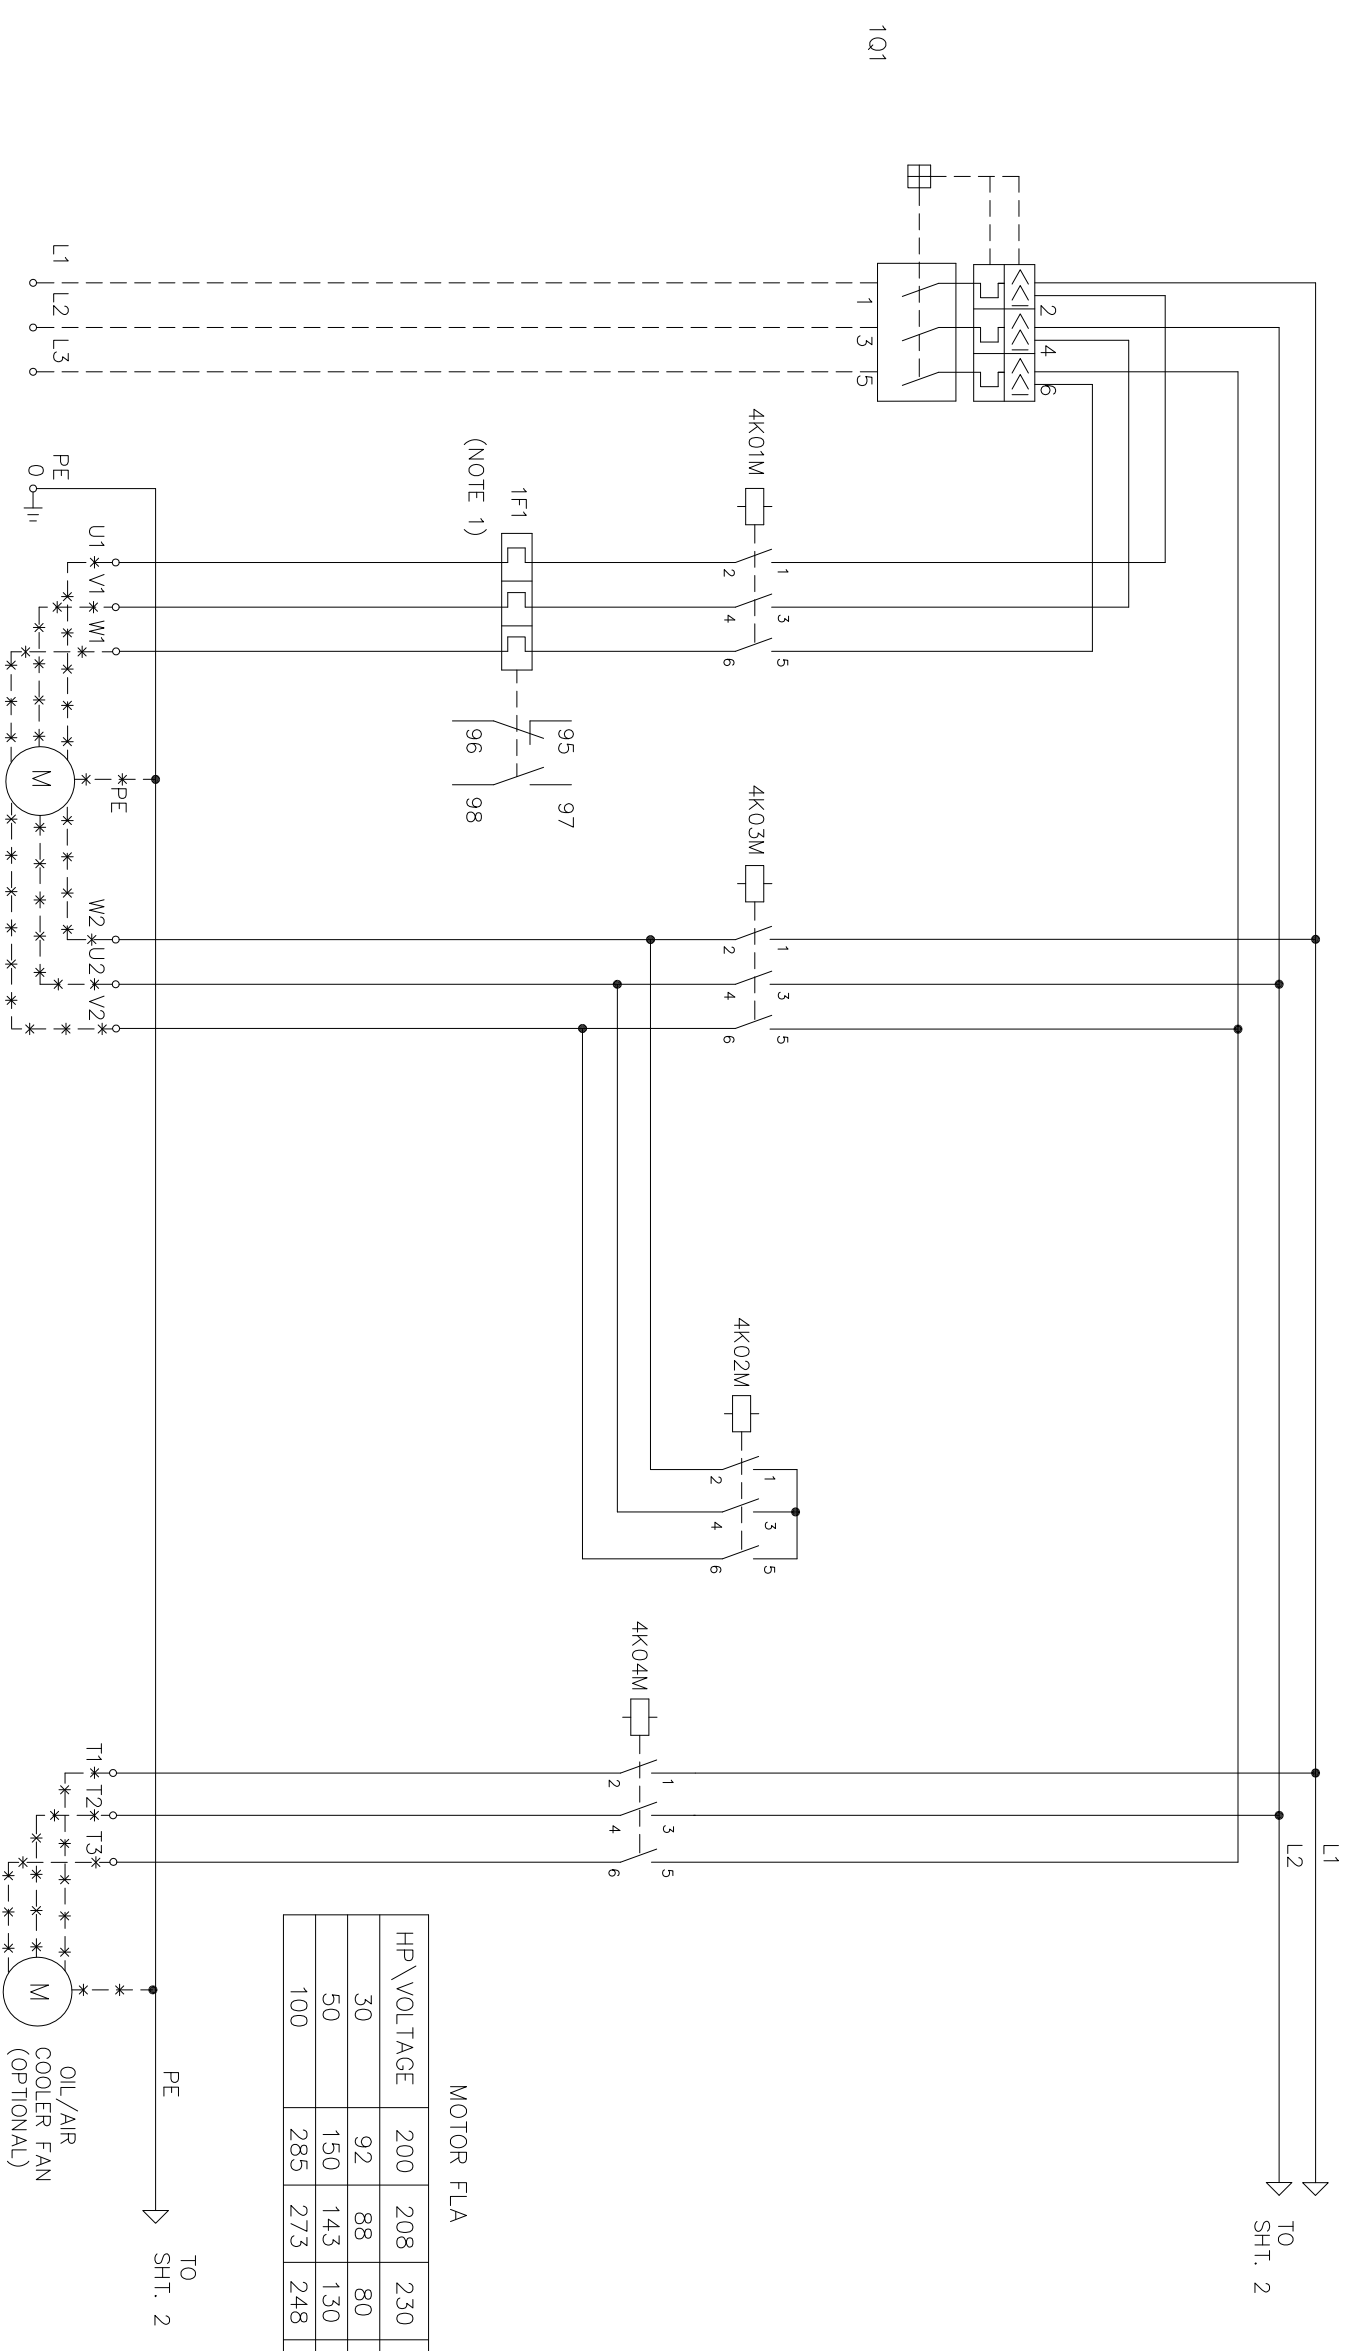 1Q1
L1
L2
L3
1
3
5
2
4
6
4K01M
1
2
3
4
5
6
1F1
(NOTE 1)
95
96
97
98
PE
0
U1
V1
W1
M
PE
4K03M
1
2
3
4
5
6
W2
U2
V2
4K02M
1
2
3
4
5
6
4K04M
1
2
3
4
5
6
T1
T2
T3
M
OIL/AIR
COOLER FAN
(OPTIONAL)
L1
L2
TO
SHT. 2
PE
TO
SHT. 2
MOTOR FLA
HP\VOLTAGE 200 208 230
30 92 88 80
50 150 143 130
100 285 273 248